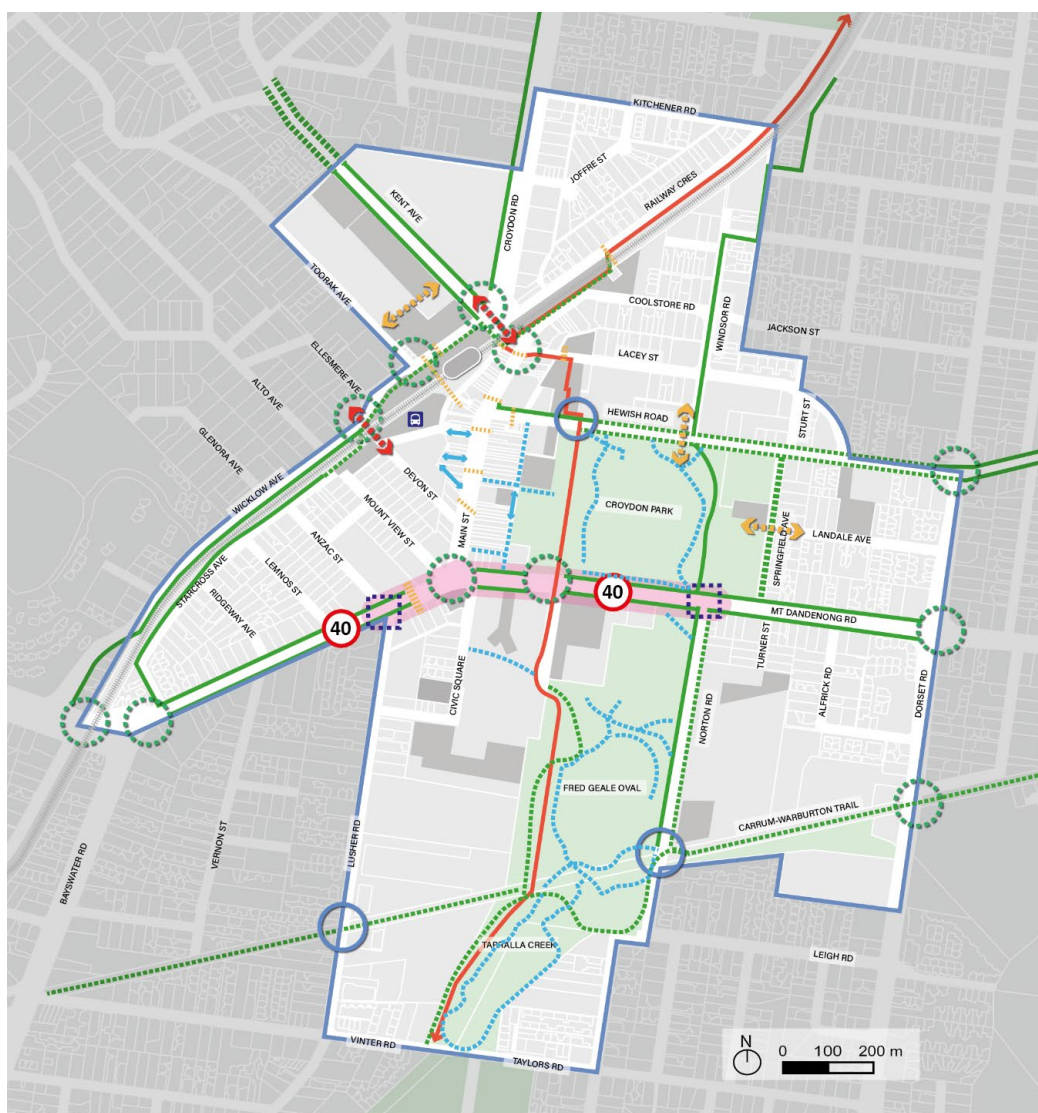 KITCHENER RD
JOFFRE ST
KENT AVE
RAILWAY CRES
CROYDON RD
TOORAK AVE
COOLSTORE RD
WINDSOR RD
JACKSON ST
ELLESMERE AVE
LACEY ST
ALTO AVE
HEWISH ROAD
STURT ST
GLENORA AVE
WICKLOW AVE
DEVON ST
MAIN ST
CROYDON PARK
MOUNT VIEW ST
SPRINGFIELD AVE
LANDALE AVE
ANZAC ST
STARCROSS AVE
LEMNOS ST
RIDGEWAY AVE
40
40
MT DANDENONG RD
TURNER ST
CIVIC SQUARE
NORTON RD
ALFRICK RD
DORSET RD
FRED GEALE OVAL
CARRUM-WARBURTON TRAIL
VERNON ST
LUSHER RD
BAYSWATER RD
TARRALLA CREEK
LEIGH RD
VINTER RD
TAYLORS RD
N
0 100 200 m